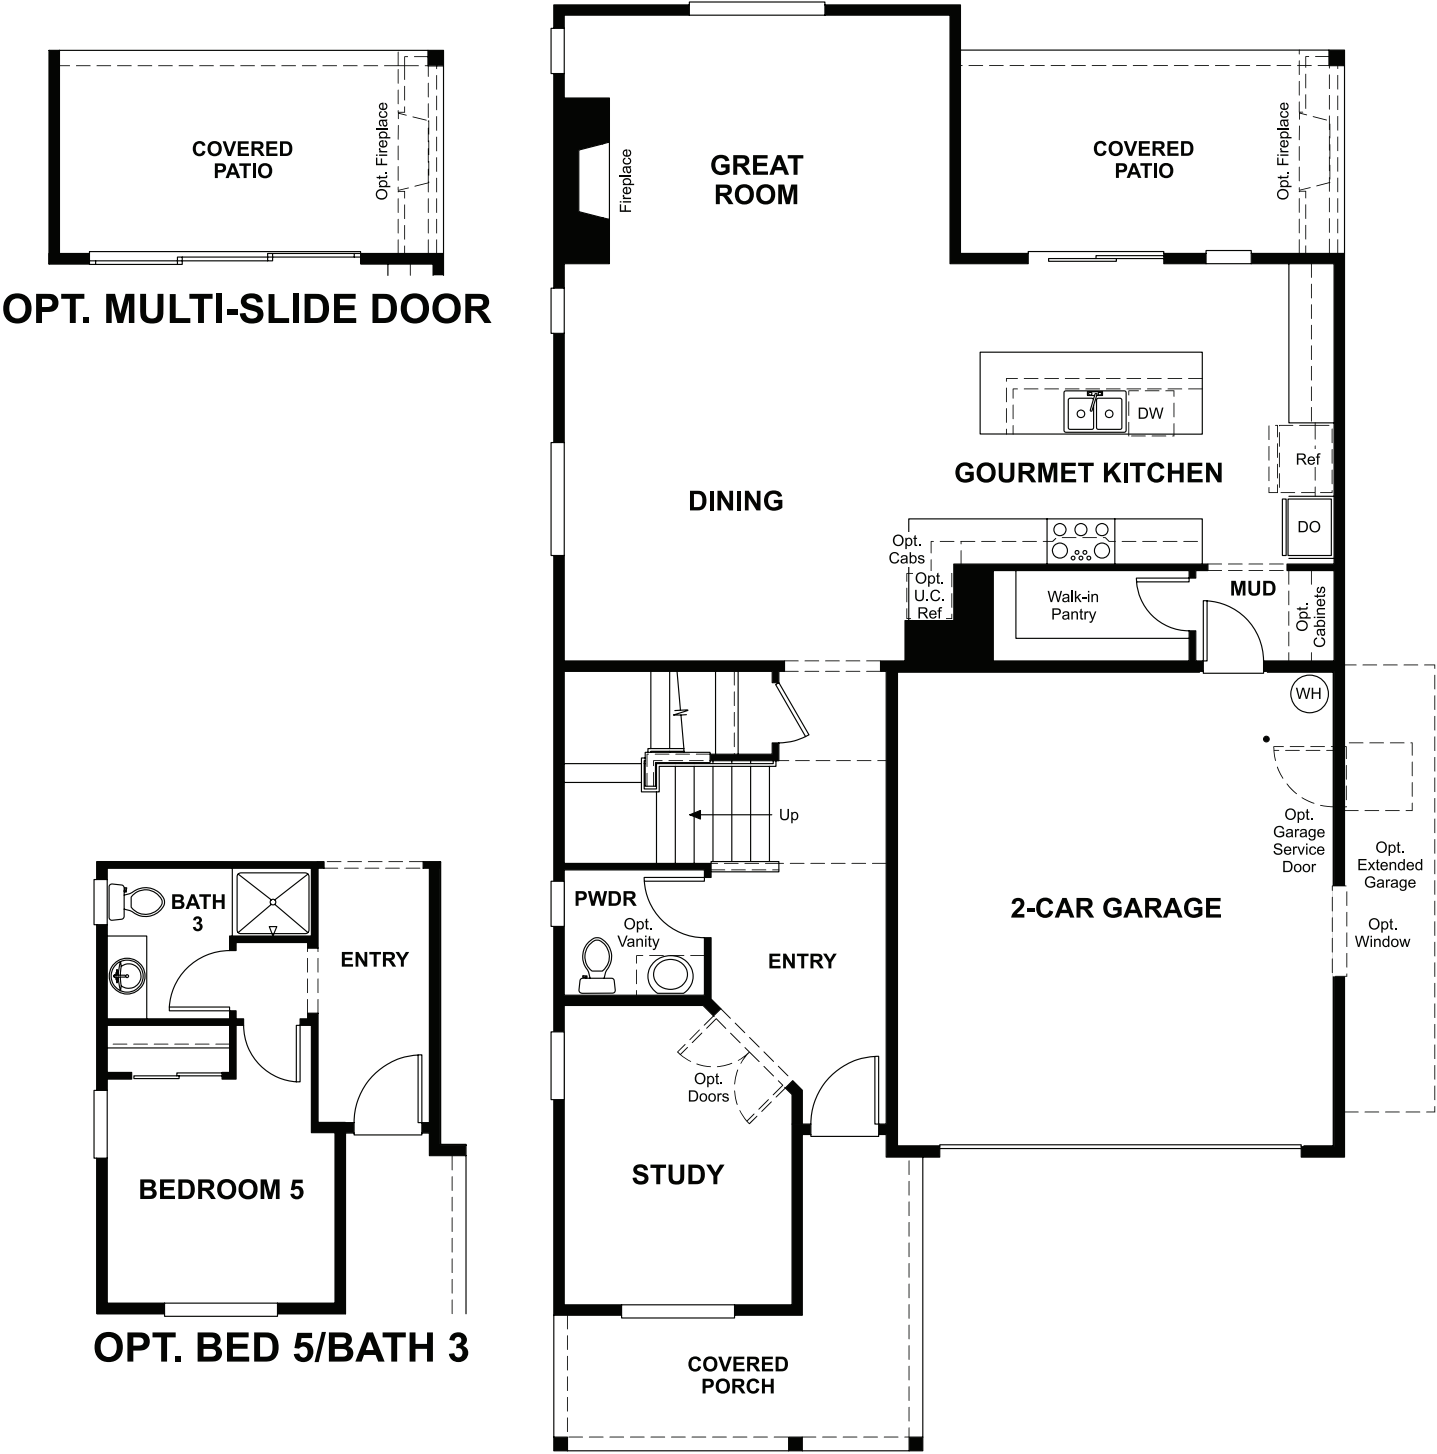 COVERED
PATIO
Opt. Fireplace
OPT. MULTI-SLIDE DOOR
GREAT
ROOM
Fireplace
COVERED
PATIO
Opt. Fireplace
DW
GOURMET KITCHEN
Ref
DINING
DO
Opt.
Cabs
Opt.
U.C.
Ref
Walk-in
Pantry
MUD
Opt.
Cabinets
WH
Up
Opt.
Garage
Service
Door
Opt.
Extended
Garage
Opt.
Window
2-CAR GARAGE
PWDR
Opt.
Vanity
ENTRY
Opt.
Doors
STUDY
COVERED
PORCH
BATH
3
ENTRY
BEDROOM 5
OPT. BED 5/BATH 3